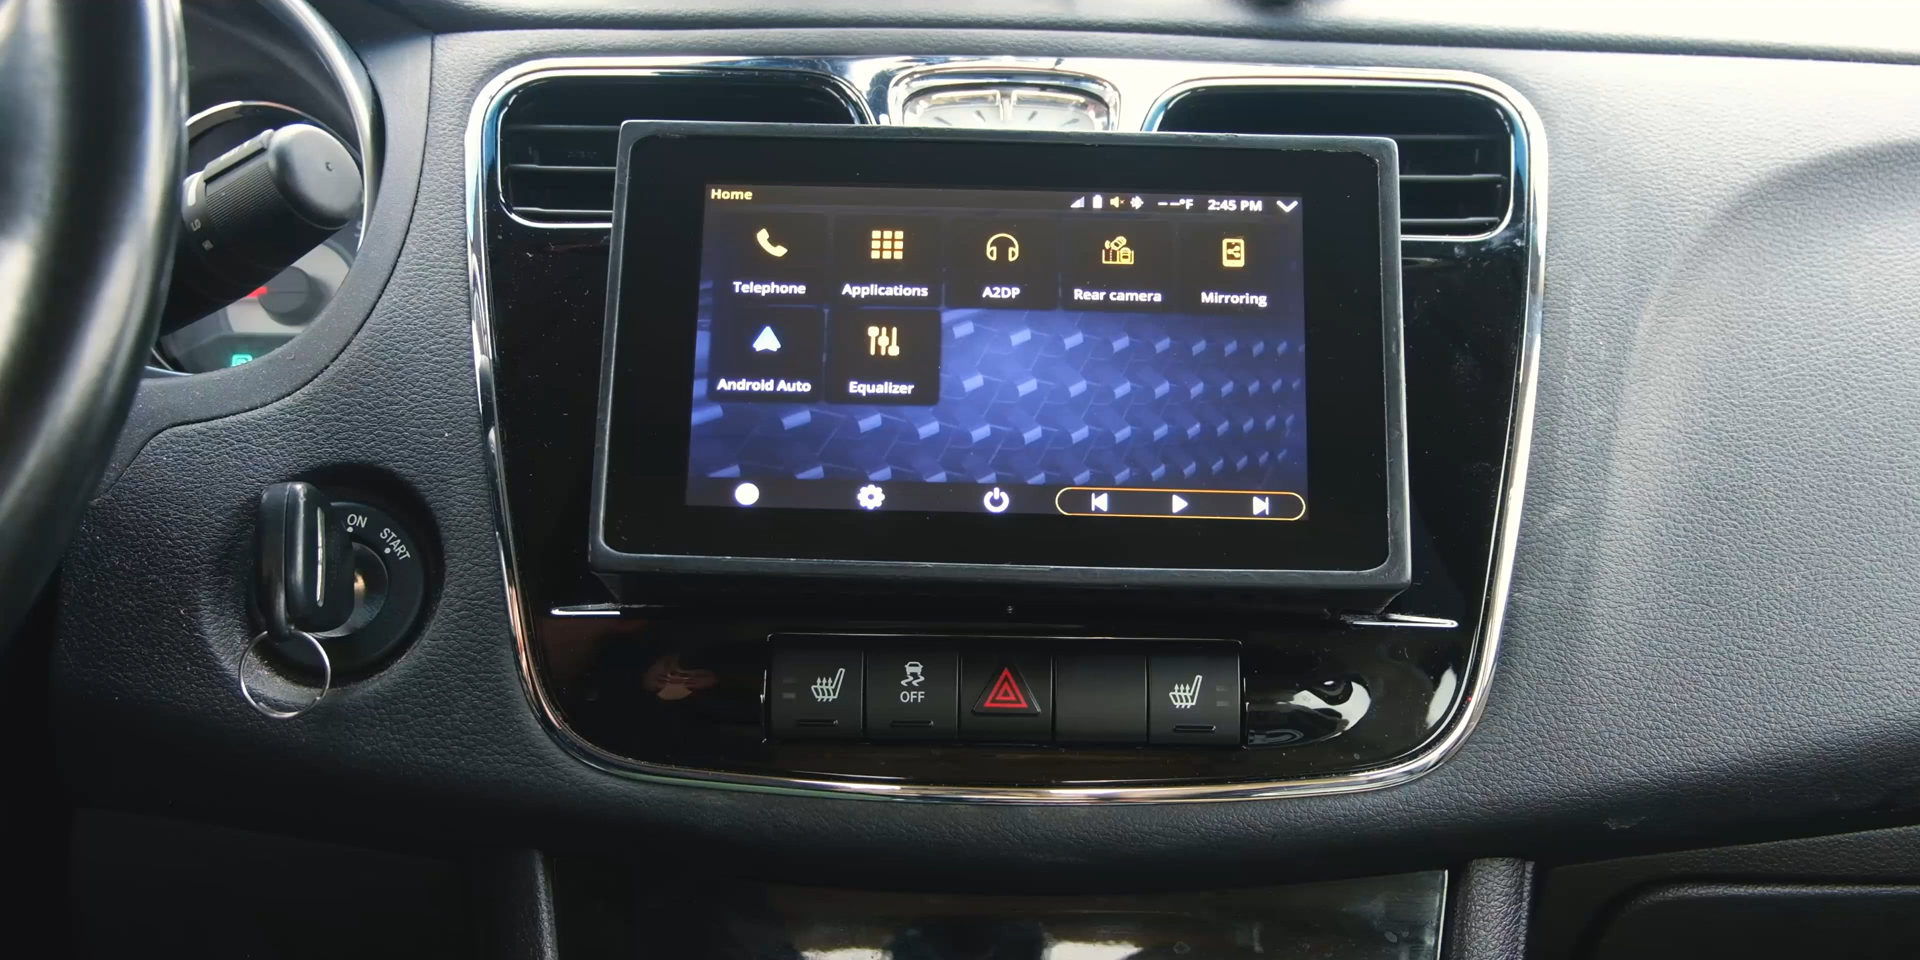 Home
--°F 2:45 PM
Telephone
Applications
A2DP
Rear camera
Mirroring
Android Auto
Equalizer
ON
START
OFF